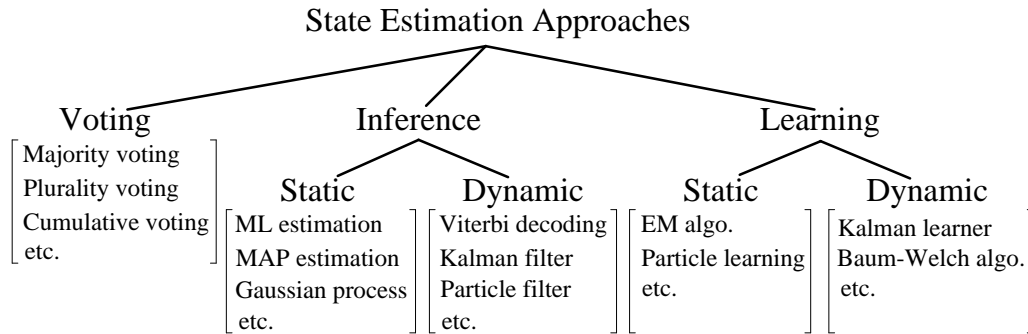 State Estimation Approaches
Voting
Majority voting
Plurality voting
Cumulative voting
etc.
Inference
Static
ML estimation
MAP estimation
Gaussian process
etc.
Dynamic
Viterbi decoding
Kalman filter
Particle filter
etc.
Learning
Static
EM algo.
Particle learning
etc.
Dynamic
Kalman learner
Baum-Welch algo.
etc.